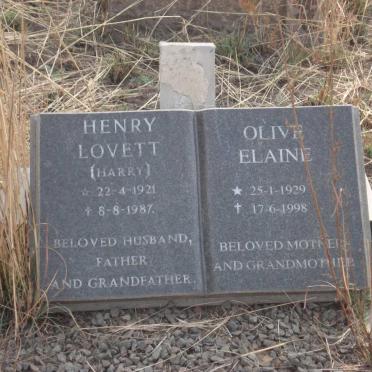 HENRY
LOVETT
(HARRY)
☆ 22-4-1921
✝ 8-8-1987
BELOVED HUSBAND,
FATHER
AND GRANDFATHER.
OLIVE
ELAINE
★ 25-1-1929
✝ 17-6-1998
BELOVED MOTHER
AND GRANDMOTHER